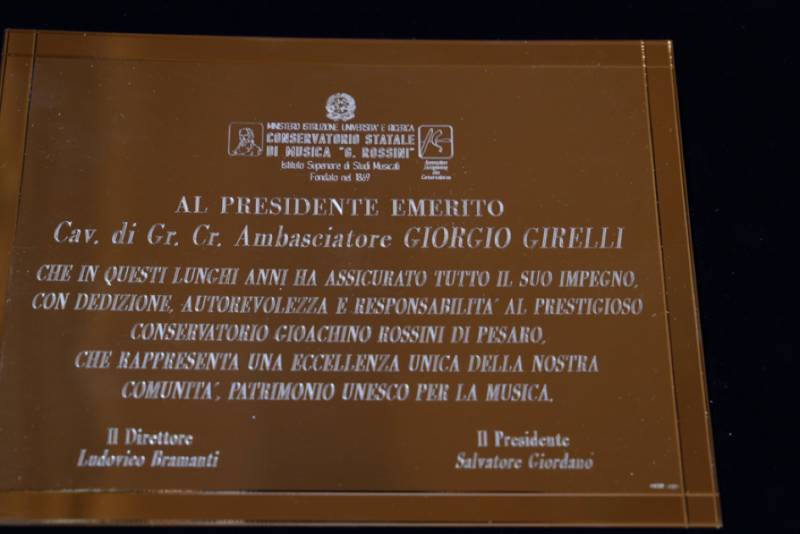 MINISTERO ISTRUZIONE UNIVERSITA' E RICERCA
CONSERVATORIO STATALE
DI MUSICA "G. ROSSINI"
Istituto Superiore di Studi Musicali
Fondato nel 1869
AL PRESIDENTE EMERITO
Cav. di Gr. Cr. Ambasciatore GIORGIO GIRELLI
CHE IN QUESTI LUNGHI ANNI HA ASSICURATO TUTTO IL SUO IMPEGNO,
CON DEDIZIONE, AUTOREVOLEZZA E RESPONSABILITA' AL PRESTIGIOSO
CONSERVATORIO GIOACHINO ROSSINI DI PESARO,
CHE RAPPRESENTA UNA ECCELLENZA UNICA DELLA NOSTRA
COMUNITA', PATRIMONIO UNESCO PER LA MUSICA.
Il Direttore
Ludovico Bramanti
Il Presidente
Salvatore Giordano